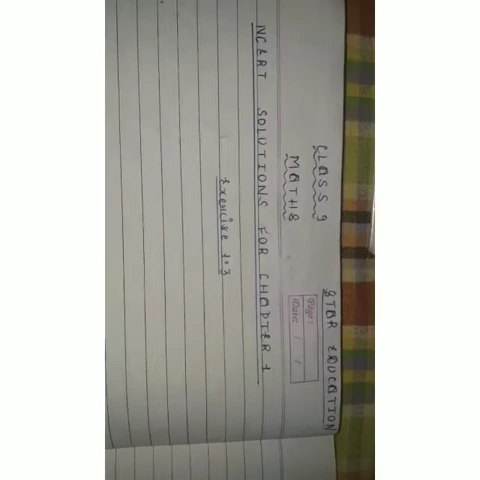 STAR EDUCATION
Page:
Date: / /
CLASS 9
MATHS
NCERT SOLUTIONS FOR CHAPTER 1
Exercise 1.3